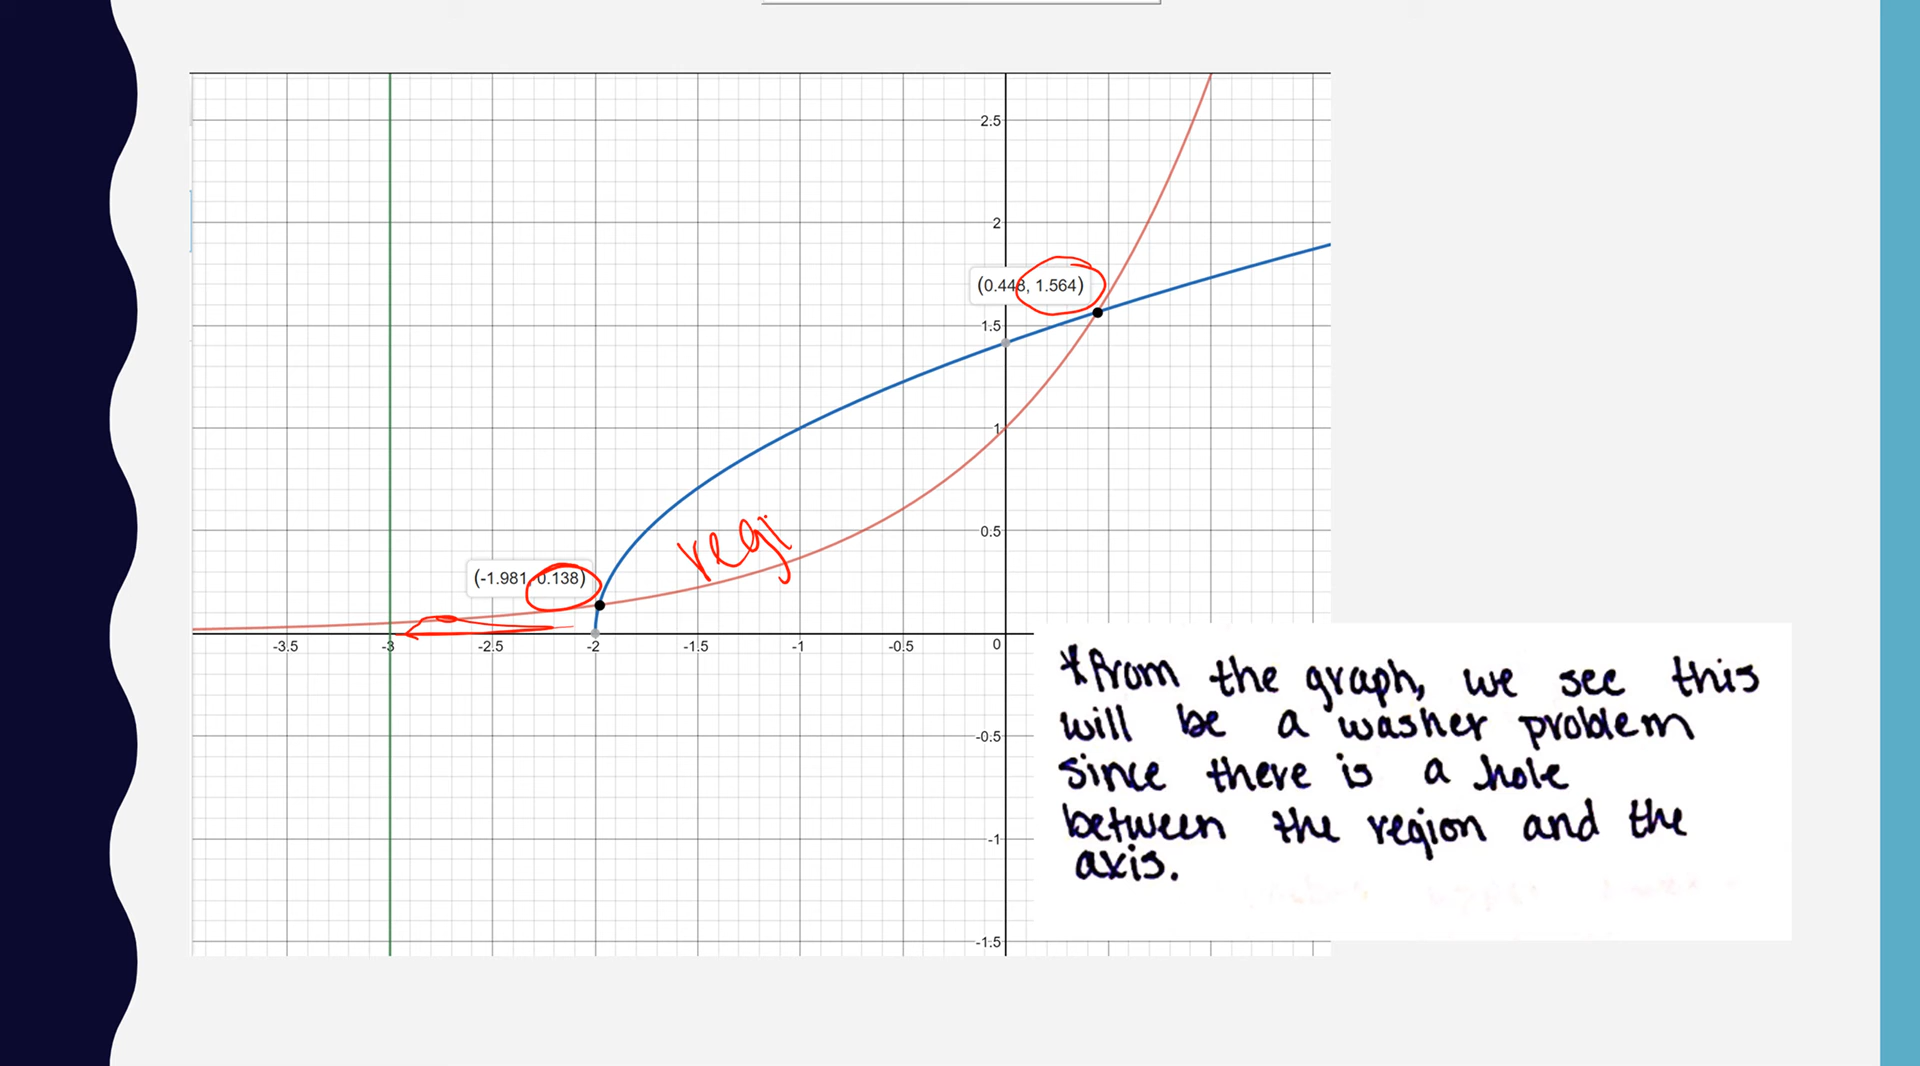 2.5
2
(0.448, 1.564)
1.5
1
regi
0.5
(-1.981, 0.138)
-3.5 -3 -2.5 -2 -1.5 -1 -0.5 0
*from the graph, we see this
will be a washer problem
since there is a hole
between the region and the
axis.
-0.5
-1
-1.5